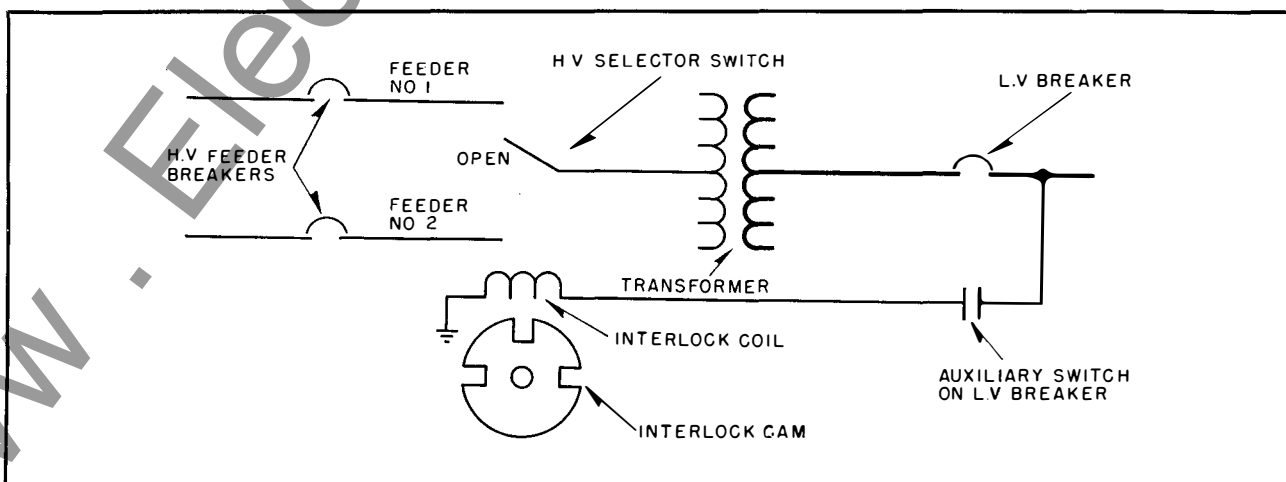 FEEDER
NO 1
H V SELECTOR SWITCH
L.V BREAKER
H.V FEEDER
BREAKERS
OPEN
FEEDER
NO 2
TRANSFORMER
INTERLOCK COIL
AUXILIARY SWITCH
ON L.V BREAKER
INTERLOCK CAM
w . Elec